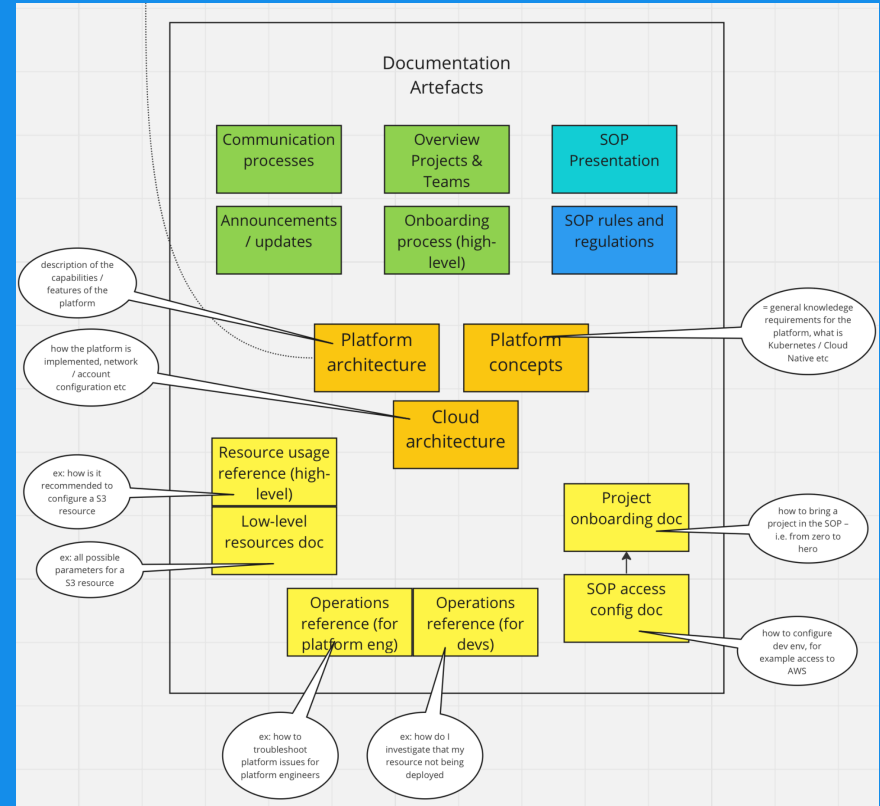 Documentation
Artefacts
Communication
processes
Overview
Projects &
Teams
SOP
Presentation
Announcements
/ updates
Onboarding
process (high-
level)
SOP rules and
regulations
description of the
capabilities /
features of the
platform
= general knowledege
requirements for the
platform, what is
Kubernetes / Cloud
Native etc
Platform
architecture
Platform
concepts
how the platform is
implemented, network
/ account
configuration etc
Cloud
architecture
Resource usage
reference (high-
level)
ex: how is it
recommended to
configure a S3
resource
Low-level
resources doc
ex: all possible
parameters for a
S3 resource
Project
onboarding doc
how to bring a
project in the SOP –
i.e. from zero to
hero
Operations
reference (for
platform eng)
Operations
reference (for
devs)
SOP access
config doc
how to configure
dev env, for
example access to
AWS
ex: how to
troubleshoot
platform issues for
platform engineers
ex: how do I
investigate that my
resource not being
deployed